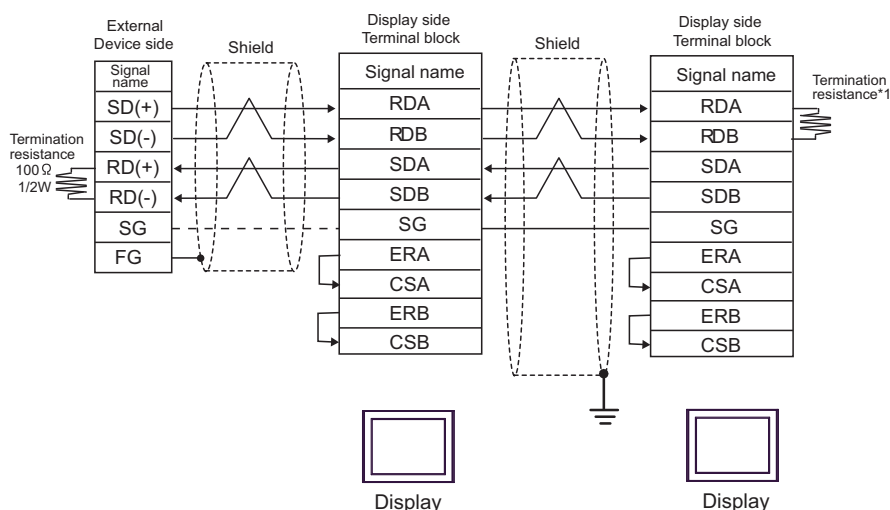 External
Device side
Signal
name
SD(+)
SD(-)
RD(+)
RD(-)
SG
FG
Termination
resistance
100Ω
1/2W
Shield
Display side
Terminal block
Signal name
RDA
RDB
SDA
SDB
SG
ERA
CSA
ERB
CSB
Shield
Display side
Terminal block
Signal name
RDA
RDB
SDA
SDB
SG
ERA
CSA
ERB
CSB
Termination
resistance*1
Display
Display